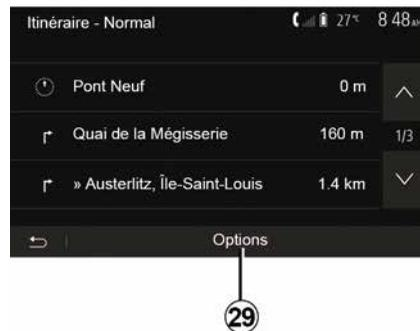 Itinéraire - Normal 27°C 8 48 AM
Pont Neuf 0 m
Quai de la Mégisserie 160 m 1/3
» Austerlitz, Île-Saint-Louis 1.4 km
Options
29